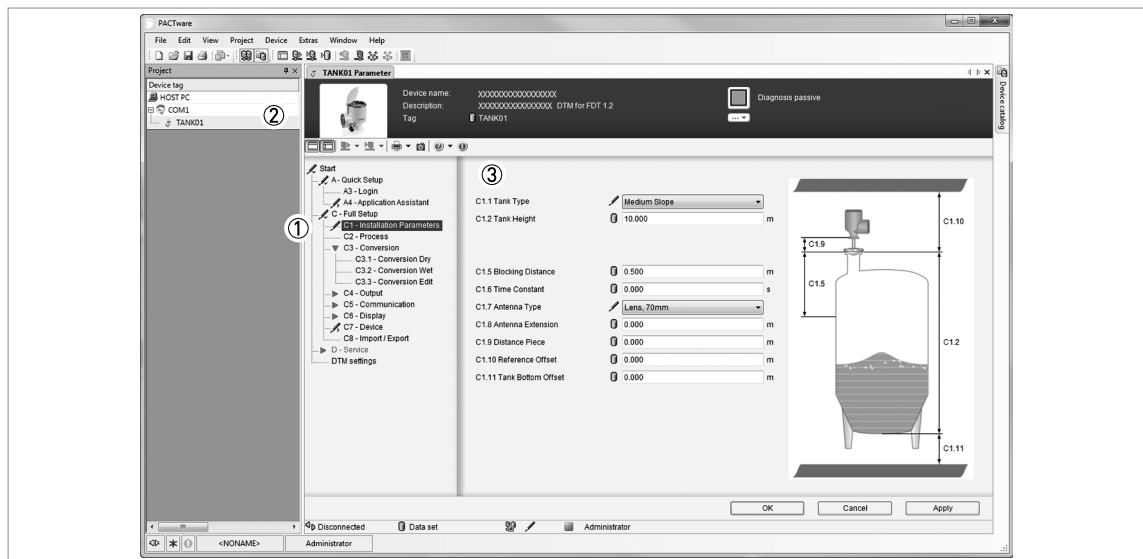 PACTware
File Edit View Project Device Extras Window Help
Project
TANK01 Parameter
Device tag
HOST PC
COM1
TANK01
②
Device name: XXXXXXXXXXXXXXXXX
Description: XXXXXXXXXXXXXXXX DTM for FDT 1.2
Tag TANK01
Diagnosis passive
Device catalog
①
Start
A - Quick Setup
A3 - Login
A4 - Application Assistant
C - Full Setup
C1 - Installation Parameters
C2 - Process
C3 - Conversion
C3.1 - Conversion Dry
C3.2 - Conversion Wet
C3.3 - Conversion Edit
C4 - Output
C5 - Communication
C6 - Display
C7 - Device
C8 - Import / Export
D - Service
DTM settings
③
C1.1 Tank Type Medium Slope
C1.2 Tank Height 10.000 m
C1.5 Blocking Distance 0.500 m
C1.6 Time Constant 0.000 s
C1.7 Antenna Type Lens, 70mm
C1.8 Antenna Extension 0.000 m
C1.9 Distance Piece 0.000 m
C1.10 Reference Offset 0.000 m
C1.11 Tank Bottom Offset 0.000 m
C1.10
C1.9
C1.5
C1.2
C1.11
OK Cancel Apply
Disconnected Data set Administrator
<NONAME> Administrator